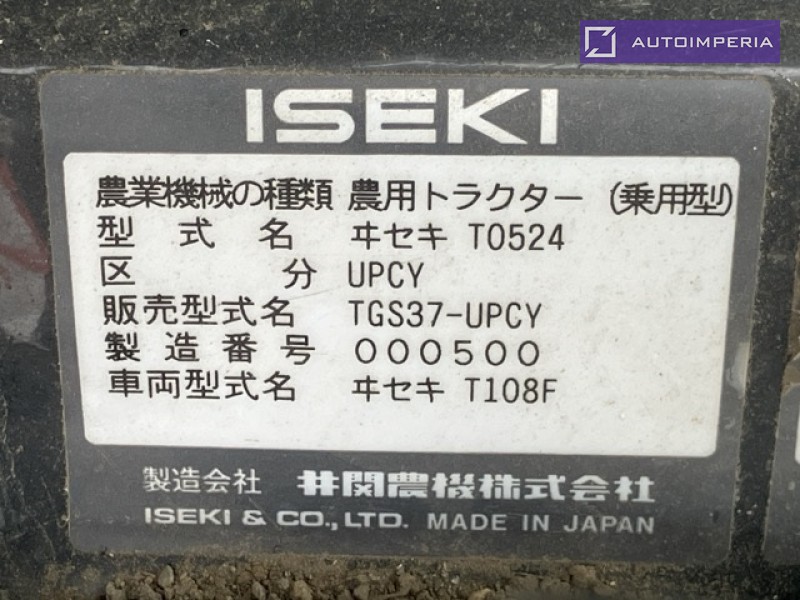 AUTOIMPERIA
ISEKI
農業機械の種類 農用トラクター (乗用型)
型式名 ヰセキ T0524
区分 UPCY
販売型式名 TGS37-UPCY
製造番号 000500
車両型式名 ヰセキ T108F
製造会社 井関農機株式会社
ISEKI & CO., LTD. MADE IN JAPAN